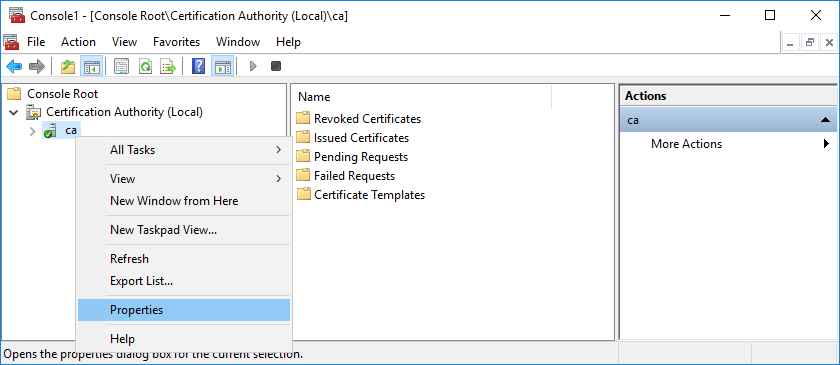 Console1 - [Console Root\Certification Authority (Local)\ca]
File Action View Favorites Window Help
Console Root
Certification Authority (Local)
ca
All Tasks
View
New Window from Here
New Taskpad View...
Refresh
Export List...
Properties
Help
Name
Revoked Certificates
Issued Certificates
Pending Requests
Failed Requests
Certificate Templates
Actions
ca
More Actions
Opens the properties dialog box for the current selection.